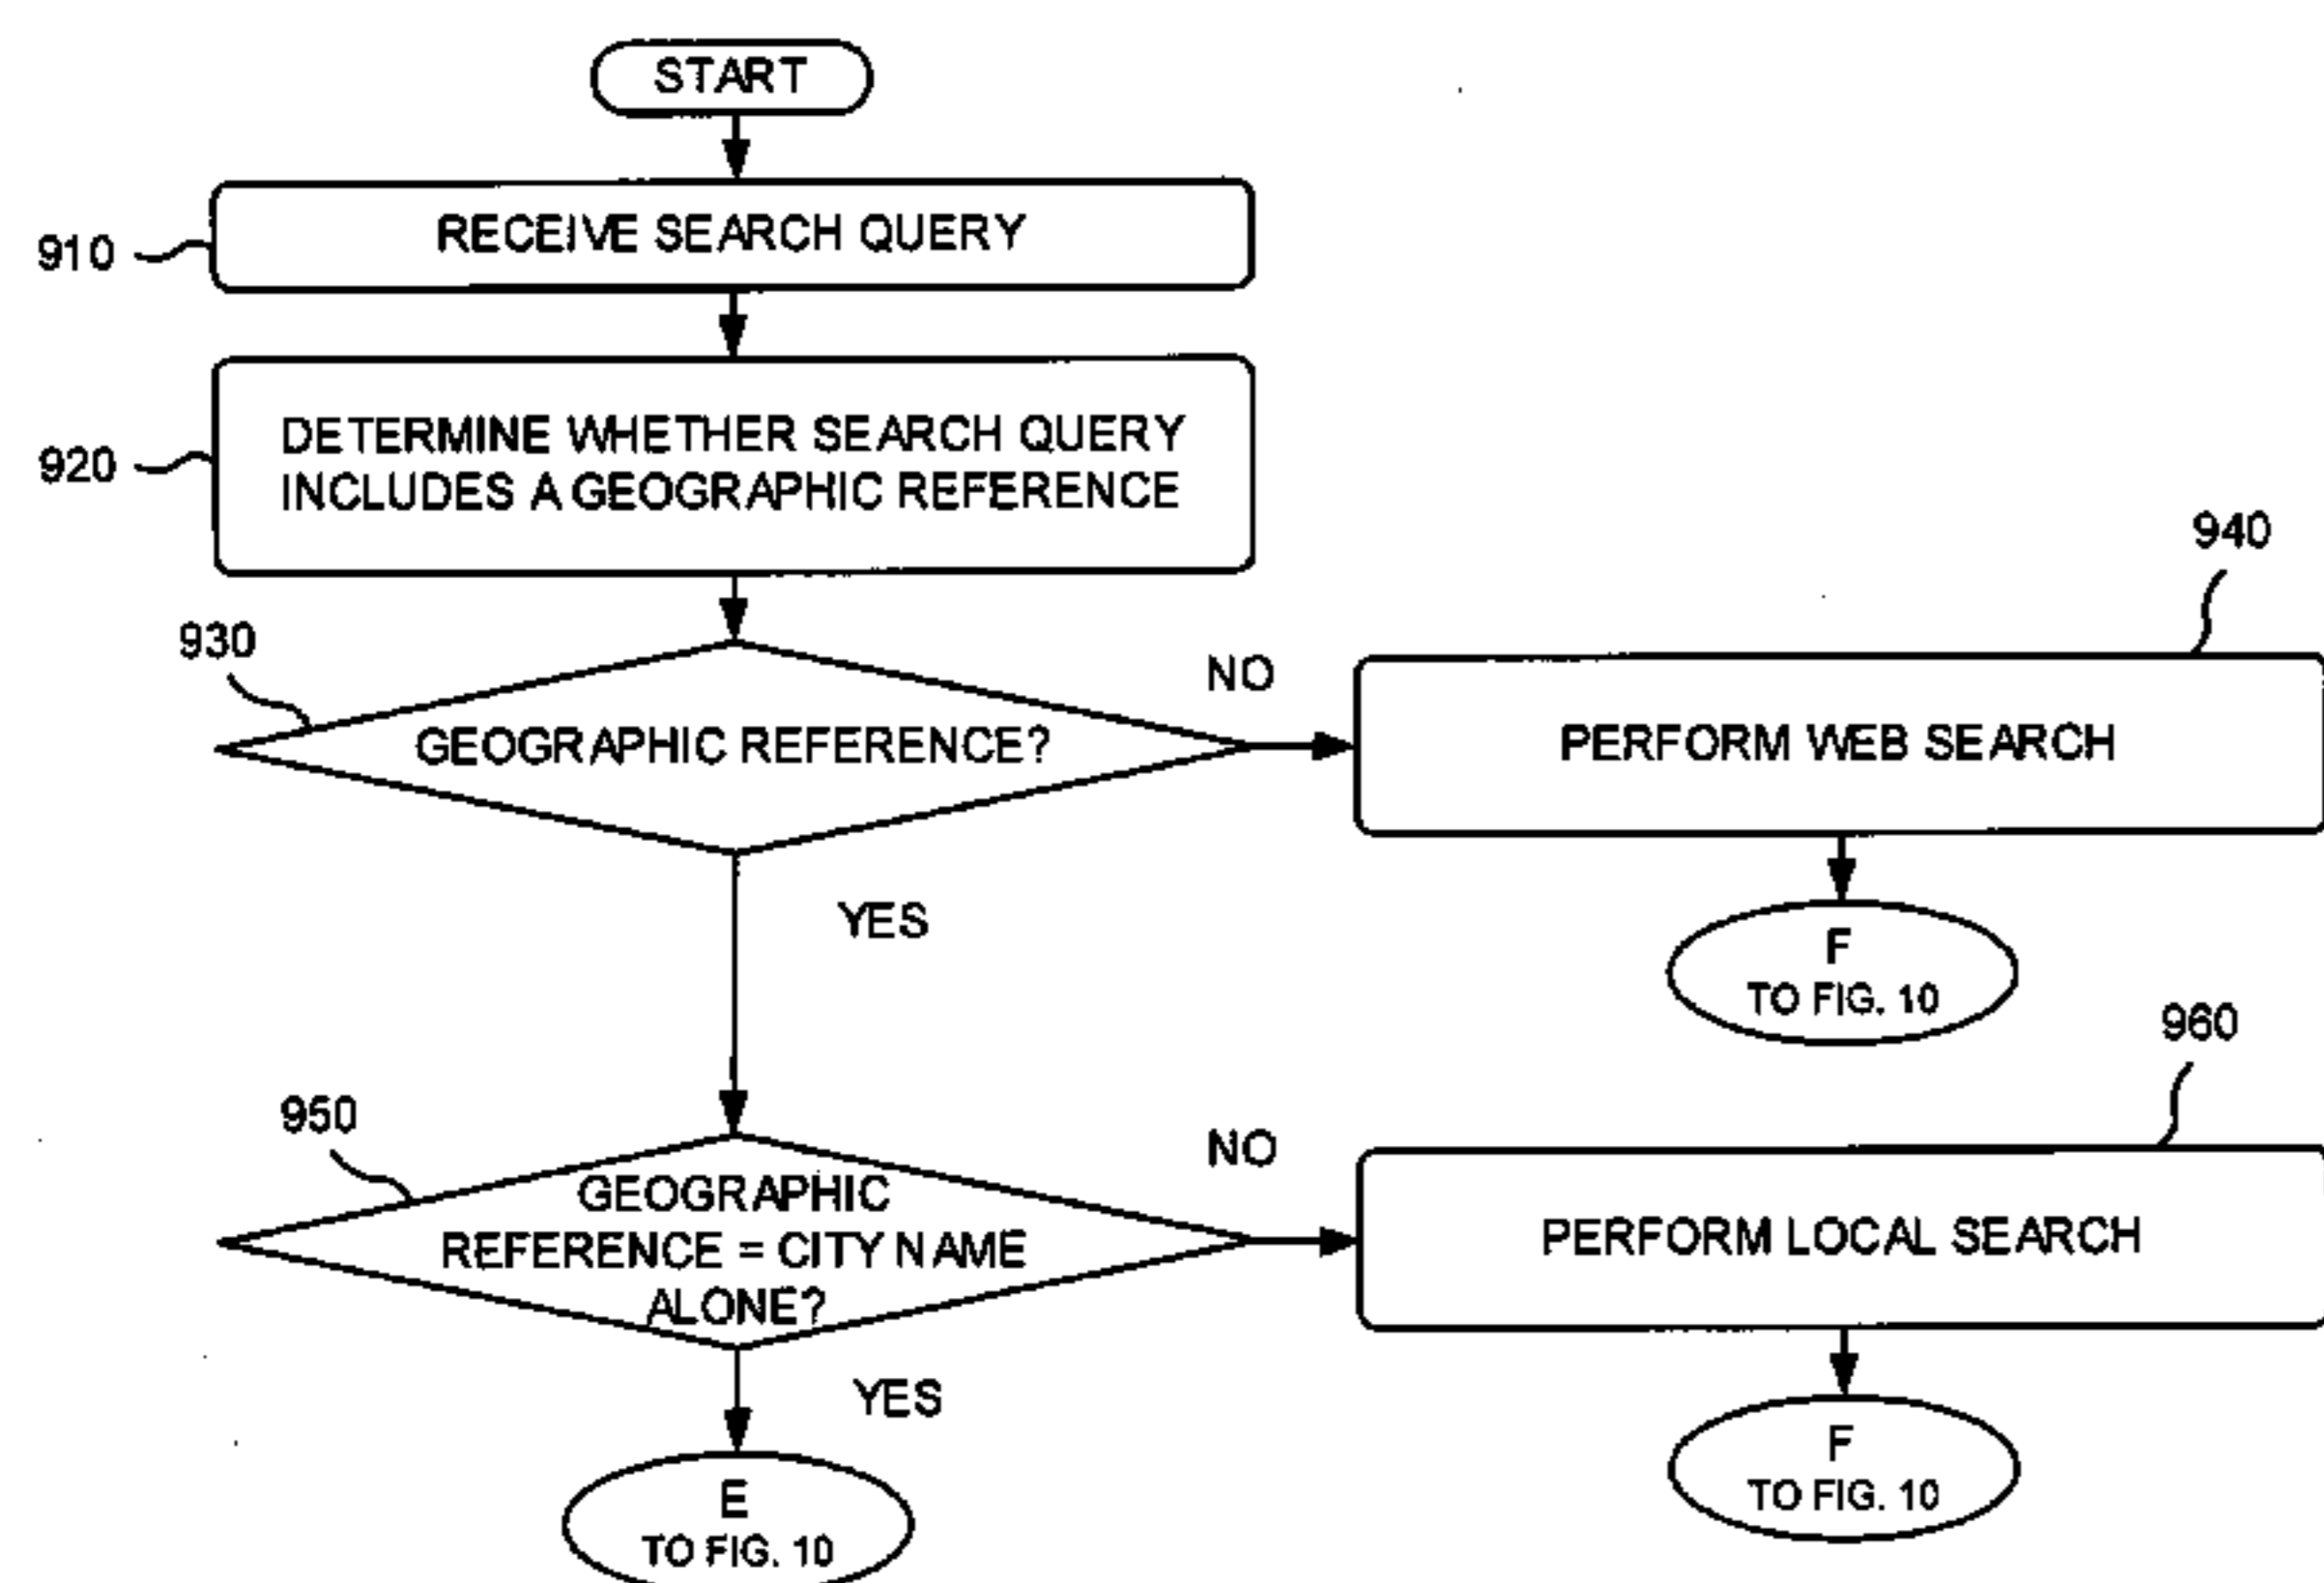 START
910
RECEIVE SEARCH QUERY
920
DETERMINE WHETHER SEARCH QUERY
INCLUDES A GEOGRAPHIC REFERENCE
930
GEOGRAPHIC REFERENCE?
NO
940
PERFORM WEB SEARCH
F
TO FIG. 10
YES
950
GEOGRAPHIC
REFERENCE = CITY NAME
ALONE?
NO
960
PERFORM LOCAL SEARCH
F
TO FIG. 10
YES
E
TO FIG. 10